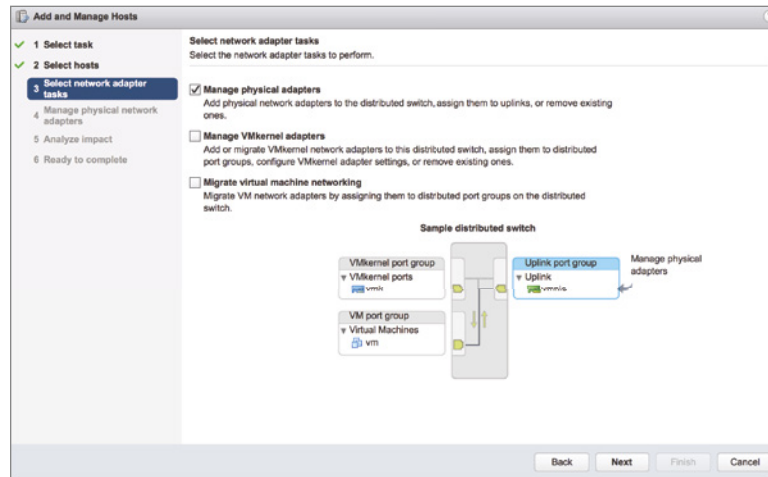 Add and Manage Hosts
1 Select task
2 Select hosts
3 Select network adapter
tasks
4 Manage physical network
adapters
5 Analyze impact
6 Ready to complete
Select network adapter tasks
Select the network adapter tasks to perform.
Manage physical adapters
Add physical network adapters to the distributed switch, assign them to uplinks, or remove existing
ones.
Manage VMkernel adapters
Add or migrate VMkernel network adapters to this distributed switch, assign them to distributed
port groups, configure VMkernel adapter settings, or remove existing ones.
Migrate virtual machine networking
Migrate VM network adapters by assigning them to distributed port groups on the distributed
switch.
Sample distributed switch
VMkernel port group
VMkernel ports
vmk
VM port group
Virtual Machines
vm
Uplink port group
Uplink
vmnic
Manage physical
adapters
Back Next Finish Cancel